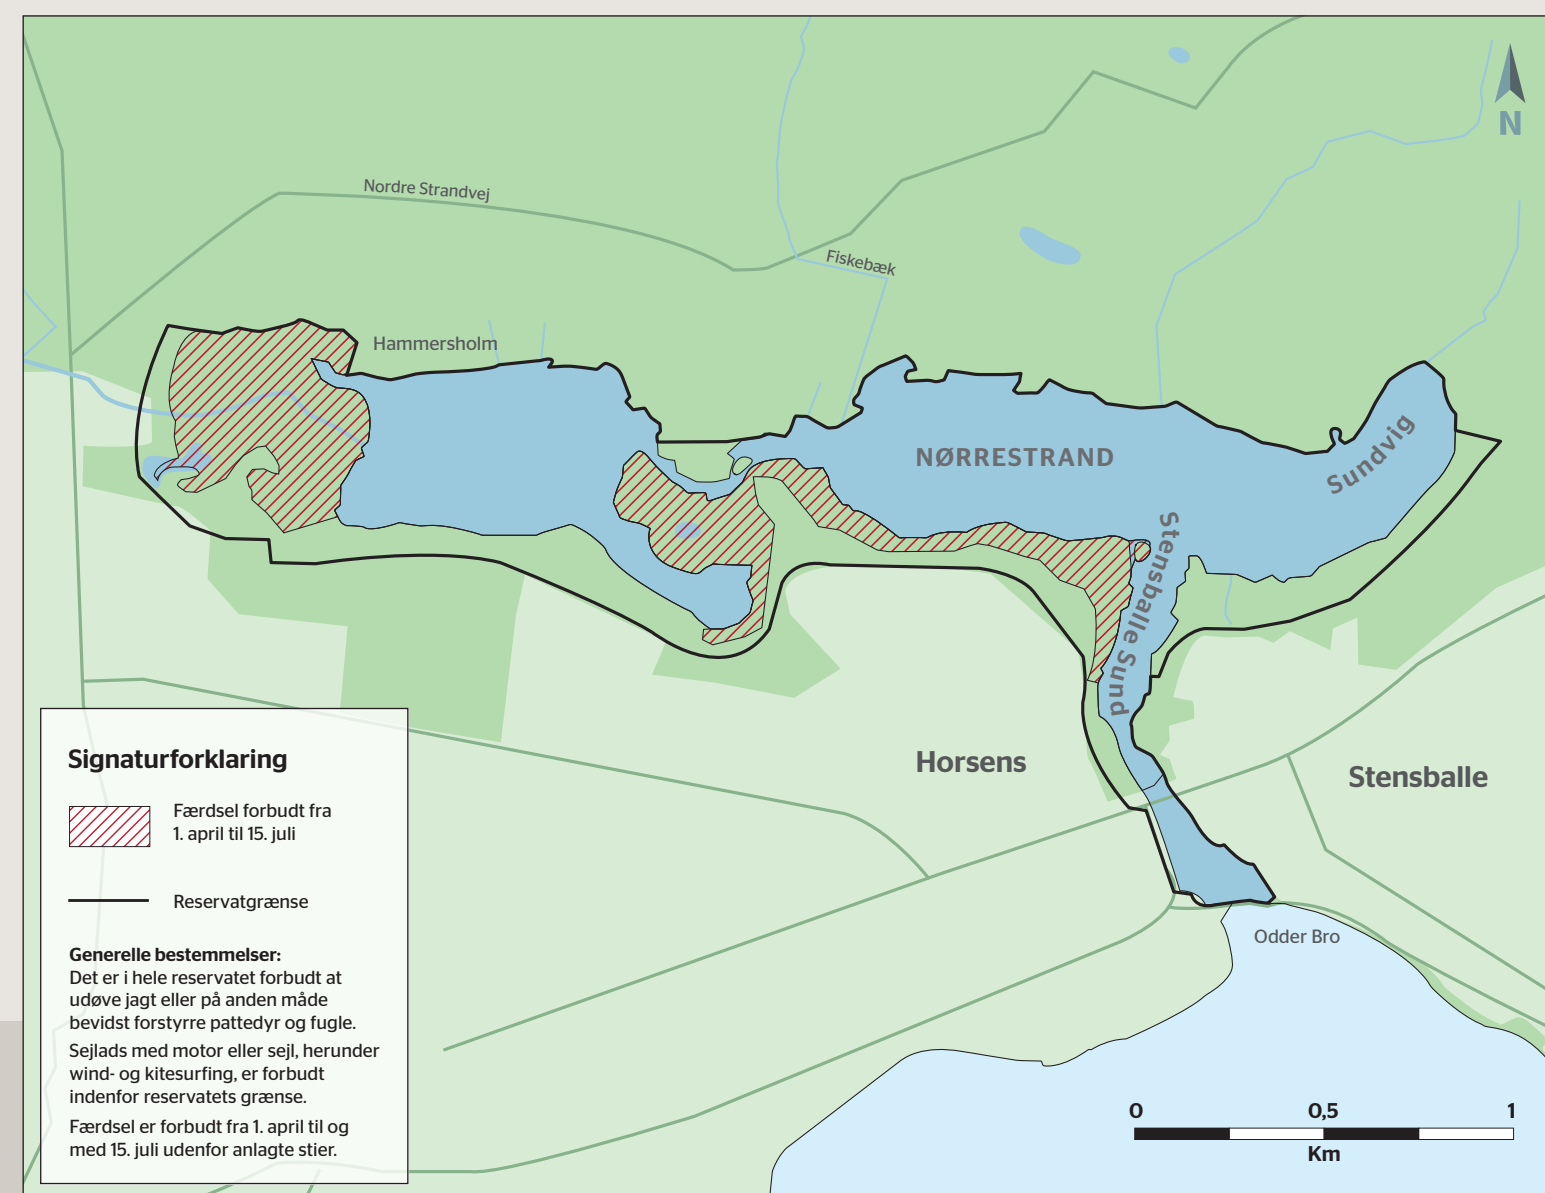 N
Nordre Strandvej
Fiskebæk
Hammersholm
NØRRESTRAND
Sundvig
Stensballe Sund
Horsens
Stensballe
Odder Bro
Signaturforklaring
Færdsel forbudt fra
1. april til 15. juli
Reservatgrænse
Generelle bestemmelser:
Det er i hele reservatet forbudt at
udøve jagt eller på anden måde
bevidst forstyrre pattedyr og fugle.
Sejlads med motor eller sejl, herunder
wind- og kitesurfing, er forbudt
indenfor reservatets grænse.
Færdsel er forbudt fra 1. april til og
med 15. juli udenfor anlagte stier.
0 0,5 1
Km